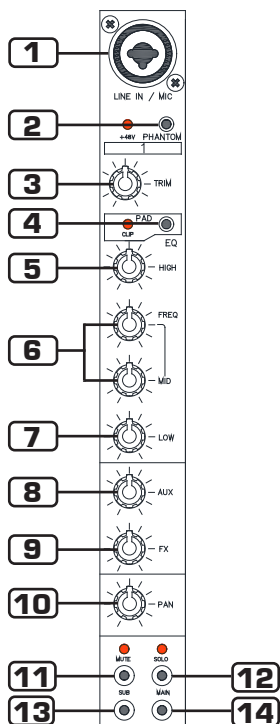 1
LINE IN / MIC
2
+48V PHANTOM
1
3
TRIM
4
PAD
CLIP
EQ
5
HIGH
FREQ
6
MID
7
LOW
8
AUX
9
FX
10
PAN
MUTE SOLO
11
12
SUB MAIN
13
14